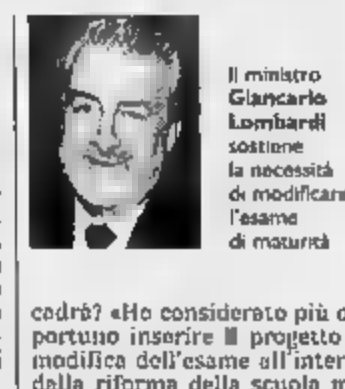 Il ministro
Giancarlo
Lombardi
sostiene
la necessità
di modificare
l'esame
di maturità
cadrà? «Ho considerato più
portuno inserire il progetto
modifica dell'esame all'inter
della riforma della scuola